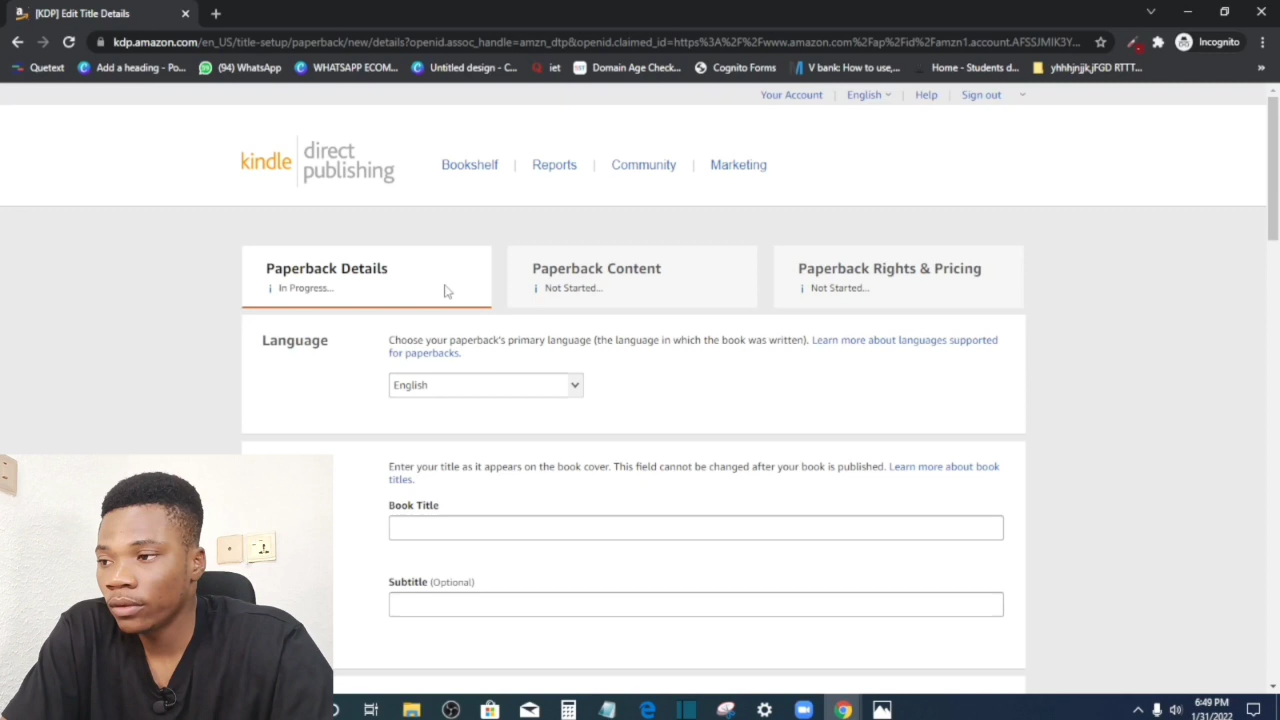 [KDP] Edit Title Details
kdp.amazon.com/en_US/title-setup/paperback/new/details?openid.assoc_handle=amzn_dtp&openid.claimed_id=https%3A%2F%2Fwww.amazon.com%2Fap%2Fid%2Famzn1.account.AFSSJMIK3Y...
Incognito
Quetext
Add a heading - Po...
(94) WhatsApp
WHATSAPP ECOM...
Untitled design - C...
iet
Domain Age Check...
Cognito Forms
V bank: How to use,...
Home - Students d...
yhhhjnjjk,jFGD RTTT...
»
Your Account
English
Help
Sign out
kindle direct publishing
Bookshelf
Reports
Community
Marketing
Paperback Details
In Progress...
Paperback Content
Not Started...
Paperback Rights & Pricing
Not Started...
Language
Choose your paperback's primary language (the language in which the book was written). Learn more about languages supported
for paperbacks.
English
Enter your title as it appears on the book cover. This field cannot be changed after your book is published. Learn more about book
titles.
Book Title
Subtitle (Optional)
6:49 PM
1/31/2022